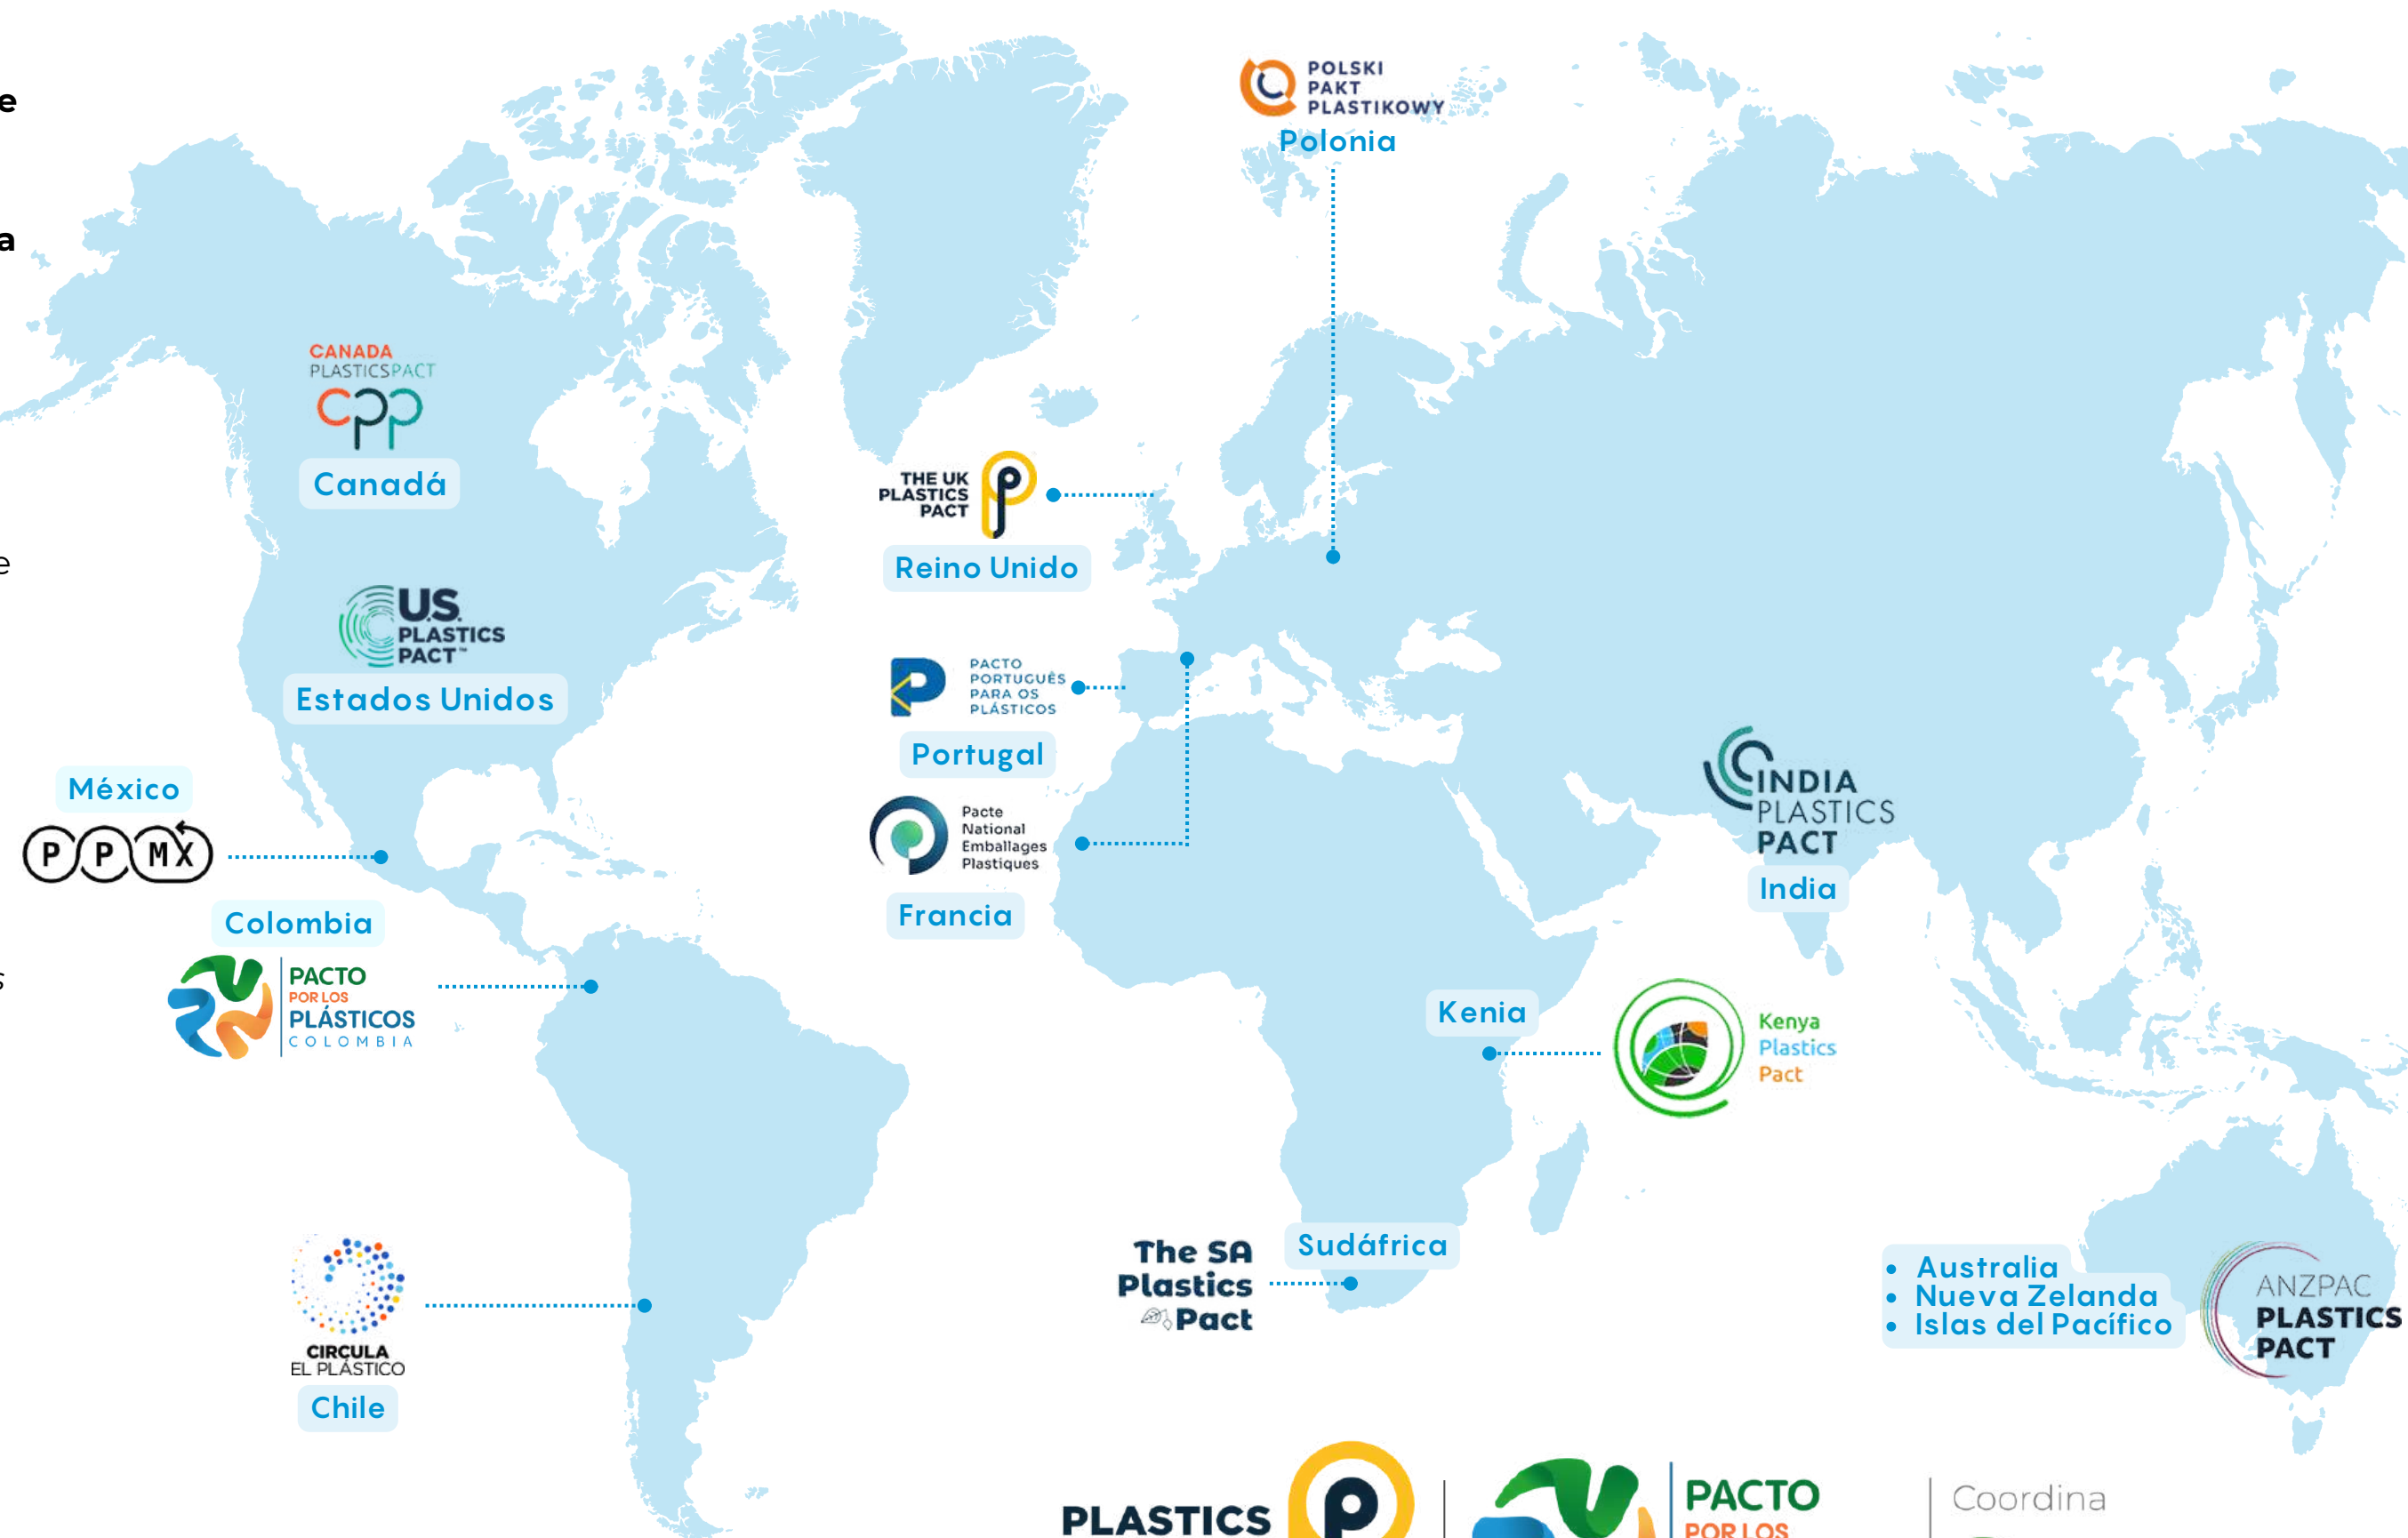 e
a
e
s
POLSKI
PAKT
PLASTIKOWY
Polonia
CANADA
PLASTICSPACT
cpp
Canadá
THE UK
PLASTICS
PACT
Reino Unido
U.S.
PLASTICS
PACT™
Estados Unidos
PACTO
PORTUGUÊS
PARA OS
PLÁSTICOS
Portugal
México
P P MX
Pacte
National
Emballages
Plastiques
Francia
INDIA
PLASTICS
PACT
India
Colombia
PACTO
POR LOS
PLÁSTICOS
COLOMBIA
Kenia
Kenya
Plastics
Pact
CIRCULA
EL PLÁSTICO
Chile
The SA
Plastics
Pact
Sudáfrica
• Australia
• Nueva Zelanda
• Islas del Pacífico
ANZPAC
PLASTICS
PACT
PLASTICS
PACTO
POR LOS
Coordina